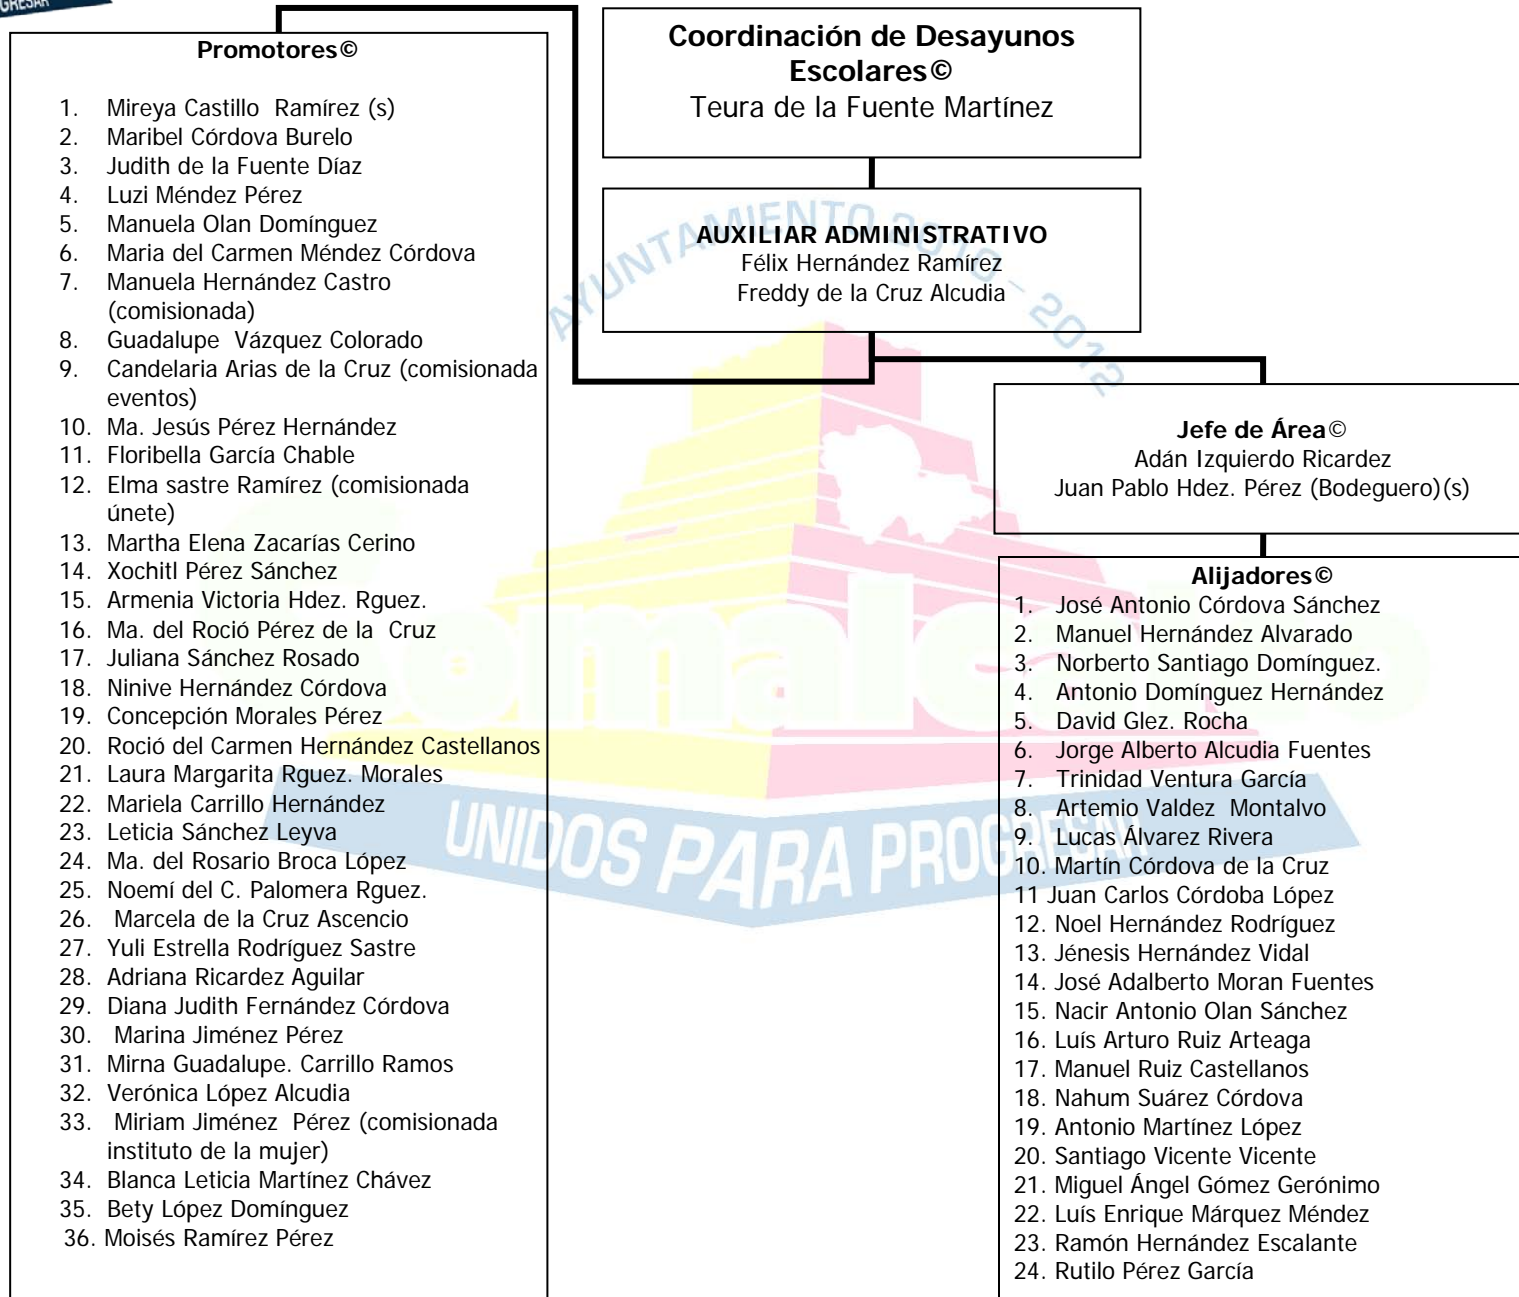 PROGRESAR
Coordinación de Desayunos
Escolares©
Teura de la Fuente Martínez
AUXILIAR ADMINISTRATIVO
Félix Hernández Ramírez
Freddy de la Cruz Alcudia
Promotores©
1. Mireya Castillo Ramírez (s)
2. Maribel Córdova Burelo
3. Judith de la Fuente Díaz
4. Luzi Méndez Pérez
5. Manuela Olan Domínguez
6. Maria del Carmen Méndez Córdova
7. Manuela Hernández Castro
(comisionada)
8. Guadalupe Vázquez Colorado
9. Candelaria Arias de la Cruz (comisionada
eventos)
10. Ma. Jesús Pérez Hernández
11. Floribella García Chable
12. Elma sastre Ramírez (comisionada
únete)
13. Martha Elena Zacarías Cerino
14. Xochitl Pérez Sánchez
15. Armenia Victoria Hdez. Rguez.
16. Ma. del Roció Pérez de la Cruz
17. Juliana Sánchez Rosado
18. Ninive Hernández Córdova
19. Concepción Morales Pérez
20. Roció del Carmen Hernández Castellanos
21. Laura Margarita Rguez. Morales
22. Mariela Carrillo Hernández
23. Leticia Sánchez Leyva
24. Ma. del Rosario Broca López
25. Noemí del C. Palomera Rguez.
26. Marcela de la Cruz Ascencio
27. Yuli Estrella Rodríguez Sastre
28. Adriana Ricardez Aguilar
29. Diana Judith Fernández Córdova
30. Marina Jiménez Pérez
31. Mirna Guadalupe. Carrillo Ramos
32. Verónica López Alcudia
33. Miriam Jiménez Pérez (comisionada
instituto de la mujer)
34. Blanca Leticia Martínez Chávez
35. Bety López Domínguez
36. Moisés Ramírez Pérez
Jefe de Área©
Adán Izquierdo Ricardez
Juan Pablo Hdez. Pérez (Bodeguero)(s)
Alijadores©
1. José Antonio Córdova Sánchez
2. Manuel Hernández Alvarado
3. Norberto Santiago Domínguez.
4. Antonio Domínguez Hernández
5. David Glez. Rocha
6. Jorge Alberto Alcudia Fuentes
7. Trinidad Ventura García
8. Artemio Valdez Montalvo
9. Lucas Álvarez Rivera
10. Martín Córdova de la Cruz
11 Juan Carlos Córdoba López
12. Noel Hernández Rodríguez
13. Jénesis Hernández Vidal
14. José Adalberto Moran Fuentes
15. Nacir Antonio Olan Sánchez
16. Luís Arturo Ruiz Arteaga
17. Manuel Ruiz Castellanos
18. Nahum Suárez Córdova
19. Antonio Martínez López
20. Santiago Vicente Vicente
21. Miguel Ángel Gómez Gerónimo
22. Luís Enrique Márquez Méndez
23. Ramón Hernández Escalante
24. Rutilo Pérez García
AYUNTAMIENTO 2010 - 2012
Comalcalco
UNIDOS PARA PROGRESAR